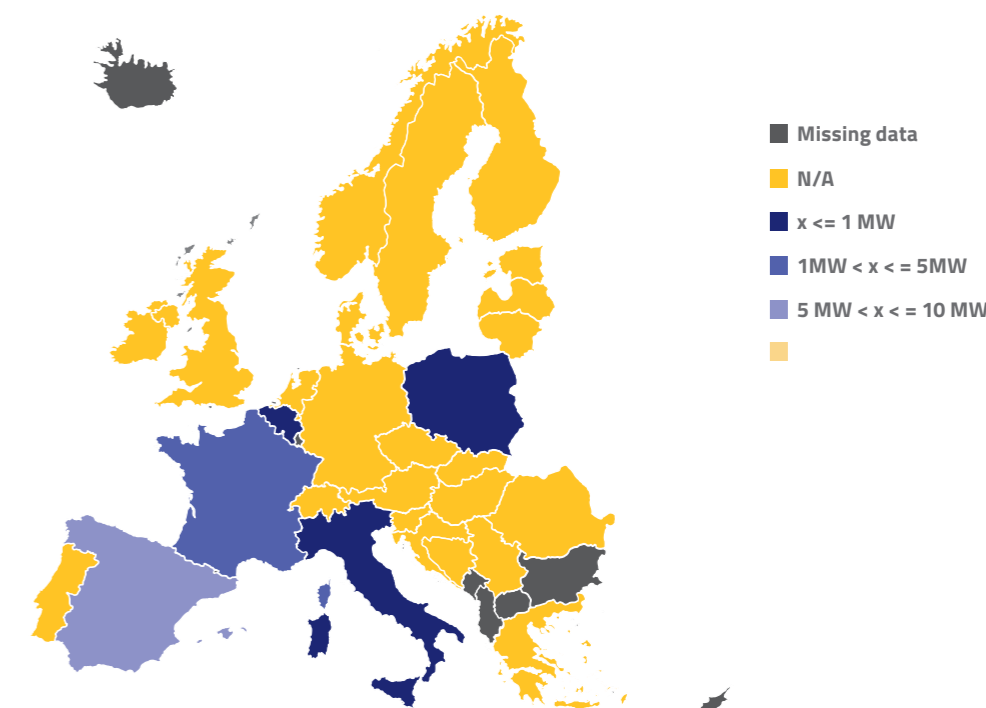 Missing data
N/A
x <= 1 MW
1MW < x < = 5MW
5 MW < x < = 10 MW